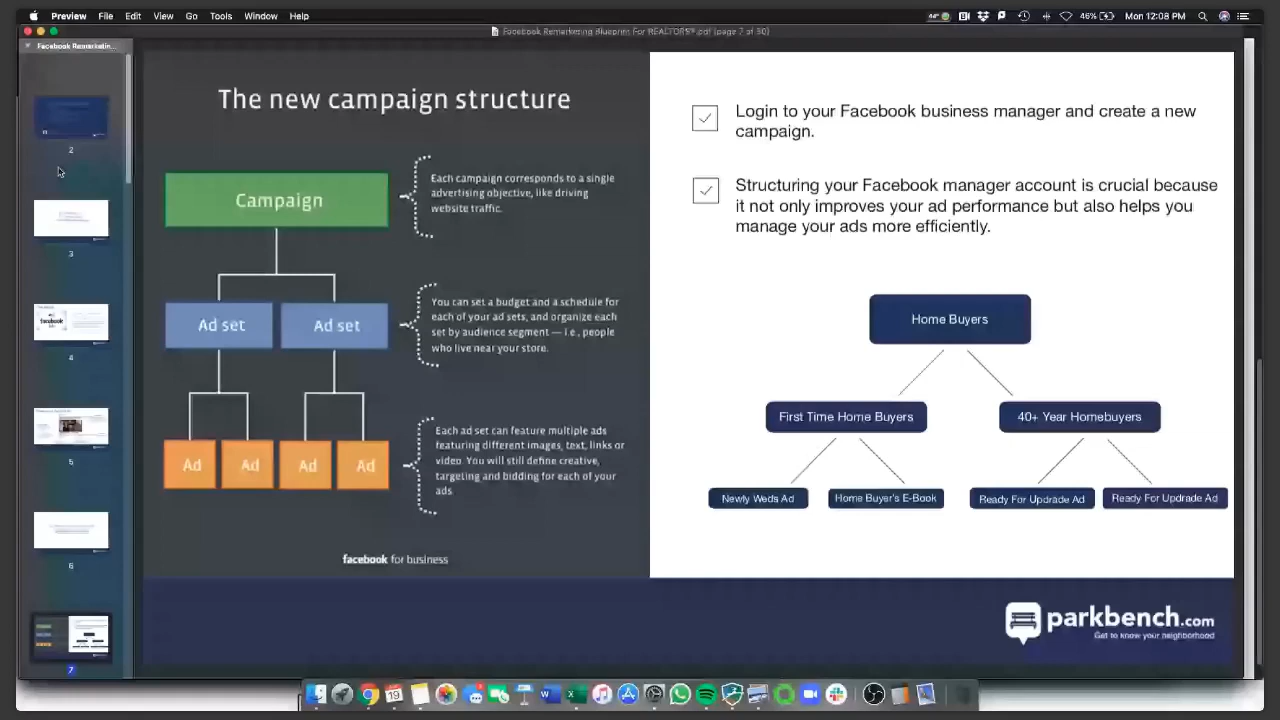 Preview File Edit View Go Tools Window Help
46% Mon 12:08 PM
Facebook Remarketin...
Facebook Remarketing Blueprint For REALTORS®.pdf (page 7 of 30)
2
3
4
5
6
7
The new campaign structure
Campaign
Each campaign corresponds to a single
advertising objective, like driving
website traffic.
Ad set Ad set
You can set a budget and a schedule for
each of your ad sets, and organize each
set by audience segment — i.e., people
who live near your store.
Ad Ad Ad Ad
Each ad set can feature multiple ads
featuring different images, text, links or
video. You will still define creative,
targeting and bidding for each of your
ads.
facebook for business
Login to your Facebook business manager and create a new
campaign.
Structuring your Facebook manager account is crucial because
it not only improves your ad performance but also helps you
manage your ads more efficiently.
Home Buyers
First Time Home Buyers 40+ Year Homebuyers
Newly Weds Ad Home Buyer's E-Book Ready For Updrade Ad Ready For Updrade Ad
parkbench.com
Get to know your neighborhood
19